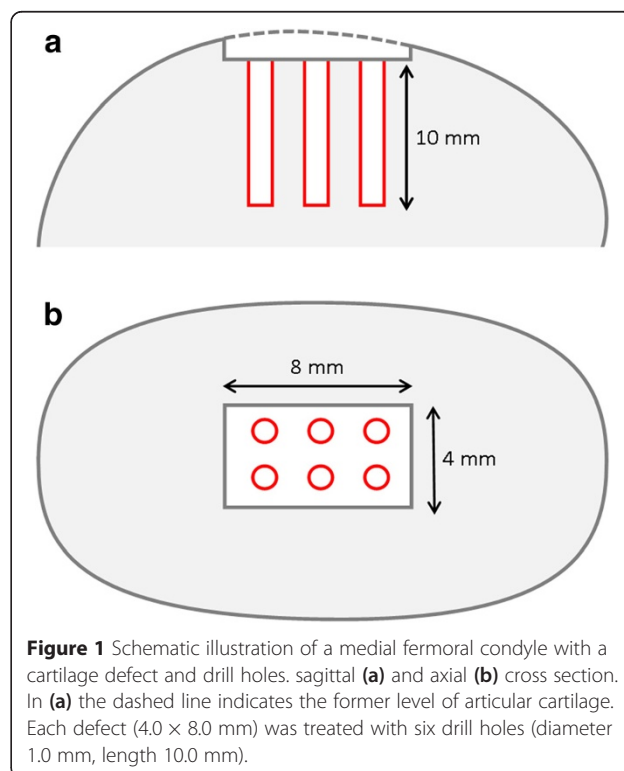 a
10 mm
b
8 mm
4 mm
Figure 1 Schematic illustration of a medial fermoral condyle with a
cartilage defect and drill holes. sagittal (a) and axial (b) cross section.
In (a) the dashed line indicates the former level of articular cartilage.
Each defect (4.0 × 8.0 mm) was treated with six drill holes (diameter
1.0 mm, length 10.0 mm).